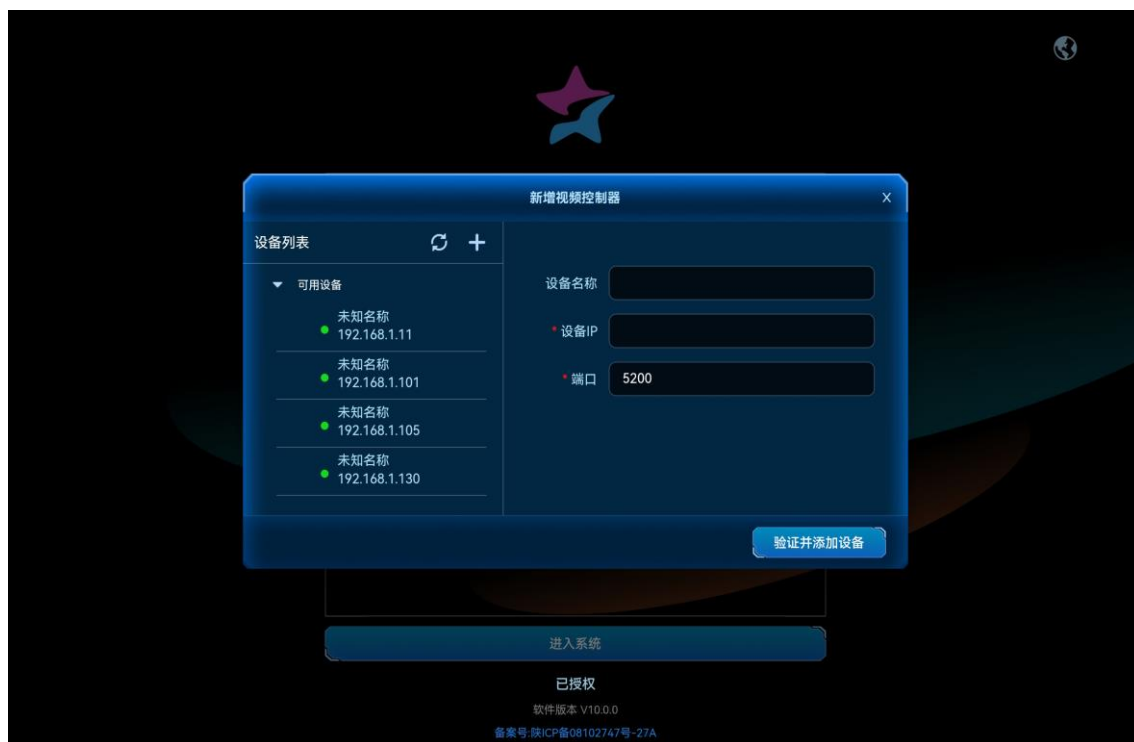 新增视频控制器
X
设备列表
可用设备
未知名称
192.168.1.11
未知名称
192.168.1.101
未知名称
192.168.1.105
未知名称
192.168.1.130
设备名称
* 设备IP
* 端口 5200
验证并添加设备
进入系统
已授权
软件版本 V10.0.0
备案号:陕ICP备08102747号-27A